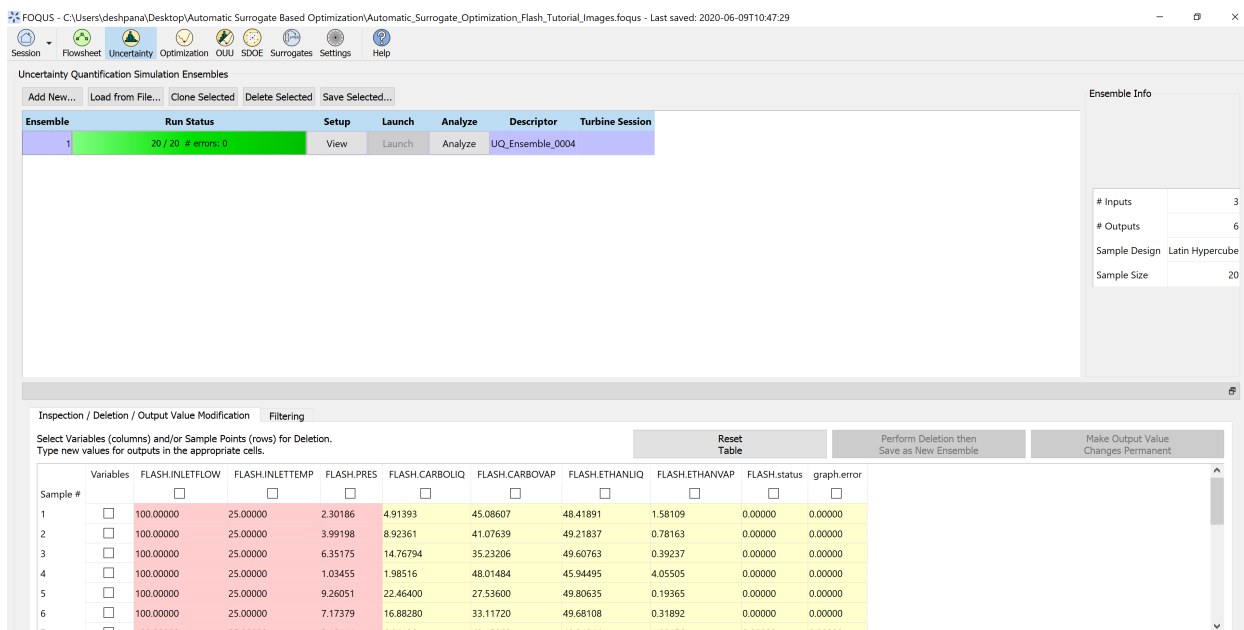 FOQUS - C:\Users\deshpana\Desktop\Automatic Surrogate Based Optimization\Automatic_Surrogate_Optimization_Flash_Tutorial_Images.foqus - Last saved: 2020-06-09T10:47:29
Session Flowsheet Uncertainty Optimization OUU SDOE Surrogates Settings Help
Uncertainty Quantification Simulation Ensembles
Add New... Load from File... Clone Selected Delete Selected Save Selected...
Ensemble Info
Ensemble Run Status Setup Launch Analyze Descriptor Turbine Session
1 20 / 20 # errors: 0 View Launch Analyze UQ_Ensemble_0004
# Inputs 3
# Outputs 6
Sample Design Latin Hypercube
Sample Size 20
Inspection / Deletion / Output Value Modification Filtering
Select Variables (columns) and/or Sample Points (rows) for Deletion.
Type new values for outputs in the appropriate cells.
Reset
Table
Perform Deletion then
Save as New Ensemble
Make Output Value
Changes Permanent
Variables FLASH.INLETFLOW FLASH.INLETTEMP FLASH.PRES FLASH.CARBOLIQ FLASH.CARBOVAP FLASH.ETHANLIQ FLASH.ETHANVAP FLASH.status graph.error
Sample #
1 100.00000 25.00000 2.30186 4.91393 45.08607 48.41891 1.58109 0.00000 0.00000
2 100.00000 25.00000 3.99198 8.92361 41.07639 49.21837 0.78163 0.00000 0.00000
3 100.00000 25.00000 6.35175 14.76794 35.23206 49.60763 0.39237 0.00000 0.00000
4 100.00000 25.00000 1.03455 1.98516 48.01484 45.94495 4.05505 0.00000 0.00000
5 100.00000 25.00000 9.26051 22.46400 27.53600 49.80635 0.19365 0.00000 0.00000
6 100.00000 25.00000 7.17379 16.88280 33.11720 49.68108 0.31892 0.00000 0.00000